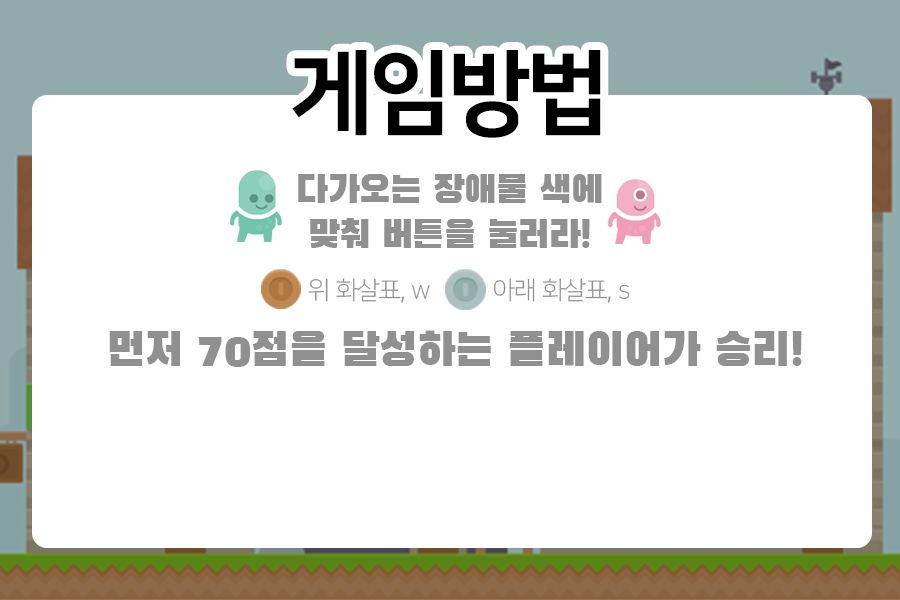 게임방법
다가오는 장애물 색에
맞춰 버튼을 눌러라!
위 화살표, w 아래 화살표, s
먼저 70점을 달성하는 플레이어가 승리!